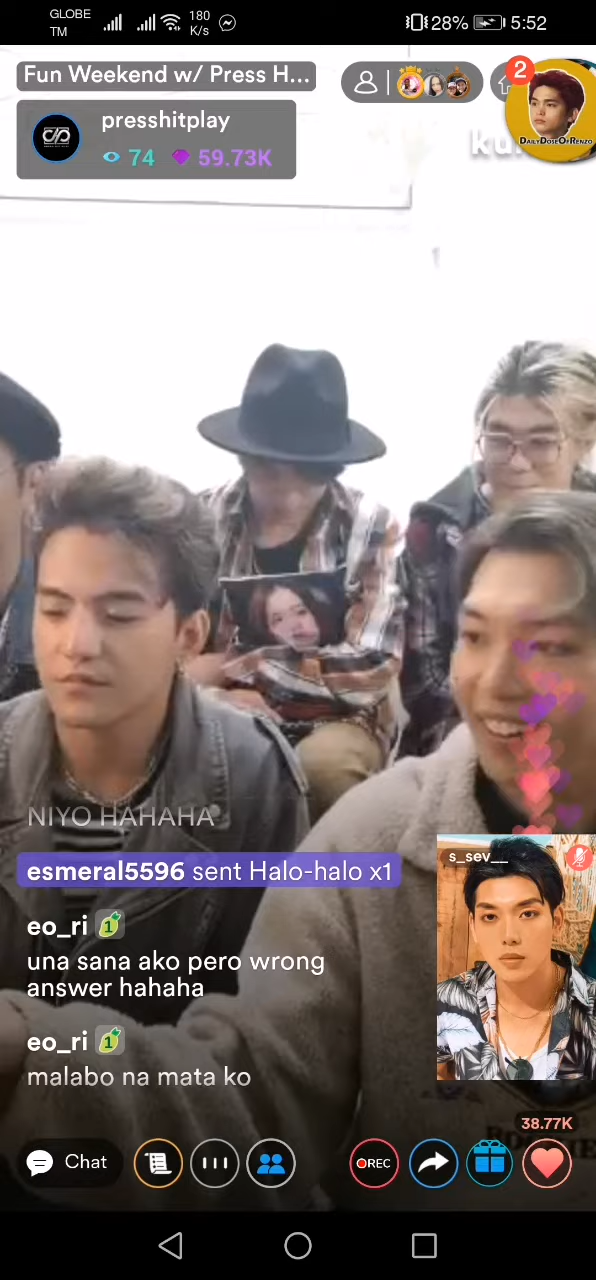 GLOBE
TM
180
K/s
28%
5:52
Fun Weekend w/ Press H...
presshitplay
74
59.73K
2
DAILYDOSEOFRENZO
NIYO HAHAHA
esmeral5596 sent Halo-halo x1
eo_ri 1
una sana ako pero wrong
answer hahaha
eo_ri 1
malabo na mata ko
s_sev__
38.77K
Chat
REC